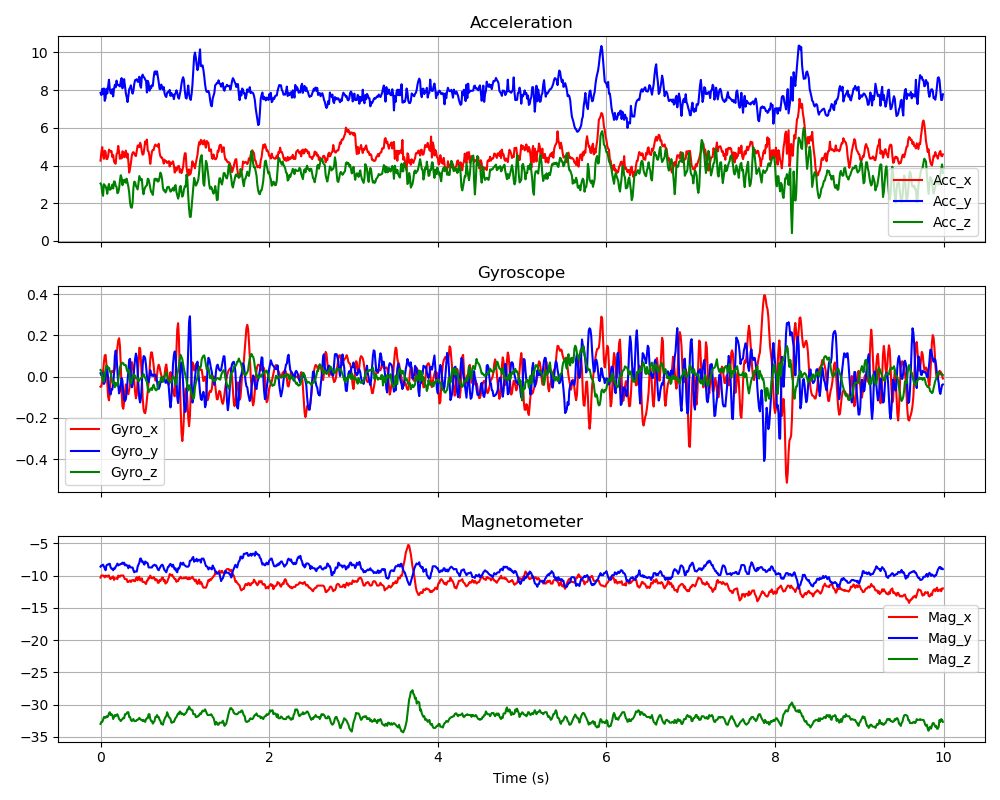 Acceleration
10
8
6
4
2
0
Acc_x
Acc_y
Acc_z
Gyroscope
0.4
0.2
0.0
−0.2
−0.4
Gyro_x
Gyro_y
Gyro_z
Magnetometer
−5
−10
−15
−20
−25
−30
−35
Mag_x
Mag_y
Mag_z
0 2 4 6 8 10
Time (s)